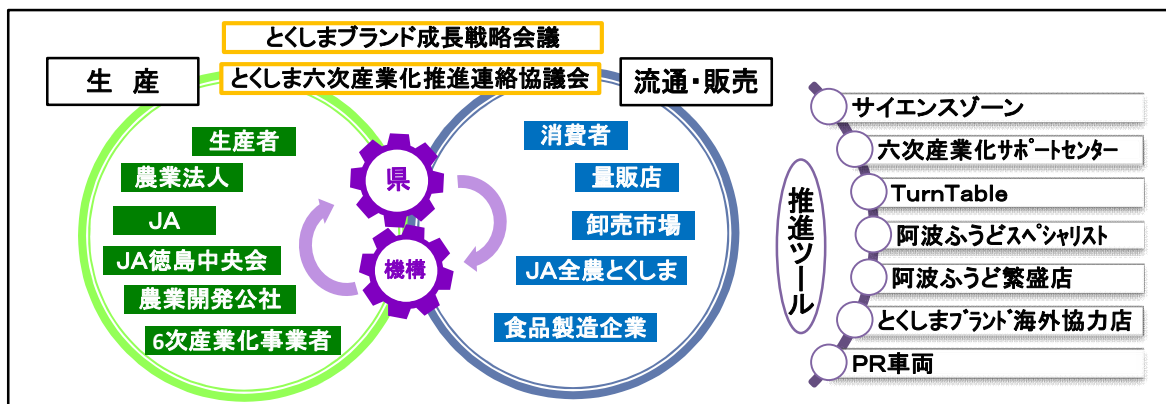 とくしまブランド成長戦略会議
とくしま六次産業化推進連絡協議会
生　産
流通・販売
生産者
農業法人
JA
JA徳島中央会
農業開発公社
6次産業化事業者
県
機構
消費者
量販店
卸売市場
JA全農とくしま
食品製造企業
推進ツール
サイエンスゾーン
六次産業化ｻﾎﾟｰﾄセンター
TurnTable
阿波ふうどｽﾍﾟｼｬﾘｽﾄ
阿波ふうど繁盛店
とくしまﾌﾞﾗﾝﾄﾞ海外協力店
PR車両